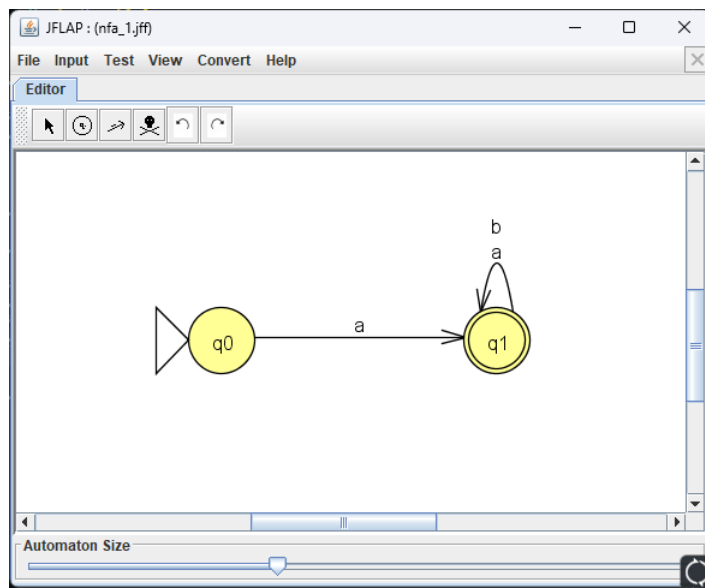 JFLAP : (nfa_1.jff)
File Input Test View Convert Help
Editor
b
a
a
q0
q1
Automaton Size